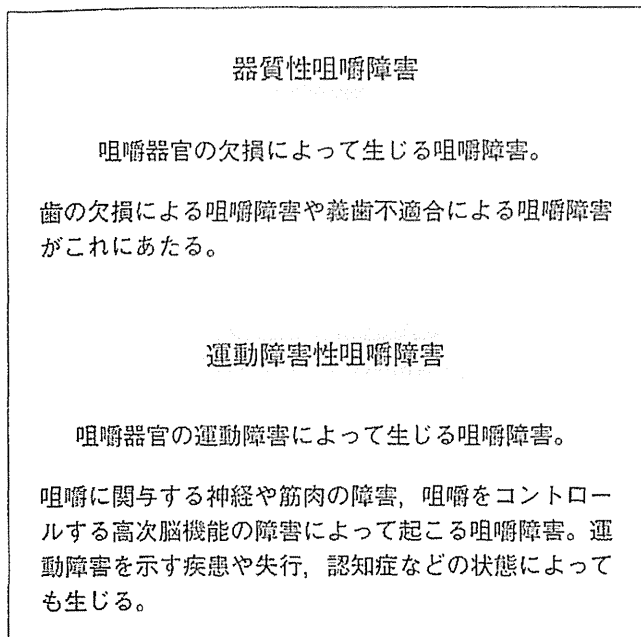 器質性咀嚼障害
咀嚼器官の欠損によって生じる咀嚼障害。
歯の欠損による咀嚼障害や義歯不適合による咀嚼障害
がこれにあたる。
運動障害性咀嚼障害
咀嚼器官の運動障害によって生じる咀嚼障害。
咀嚼に関与する神経や筋肉の障害，咀嚼をコントロー
ルする高次脳機能の障害によって起こる咀嚼障害。運
動障害を示す疾患や失行，認知症などの状態によって
も生じる。